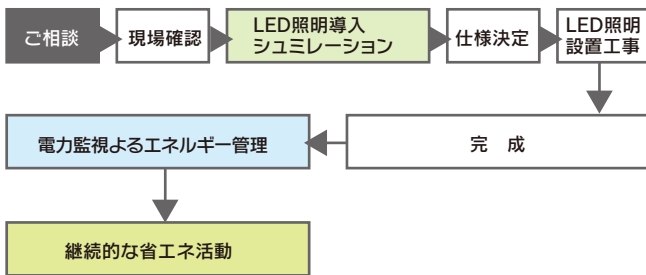 ご相談
現場確認
LED照明導入
シュミレーション
仕様決定
LED照明
設置工事
完　成
電力監視よるエネルギー管理
継続的な省エネ活動